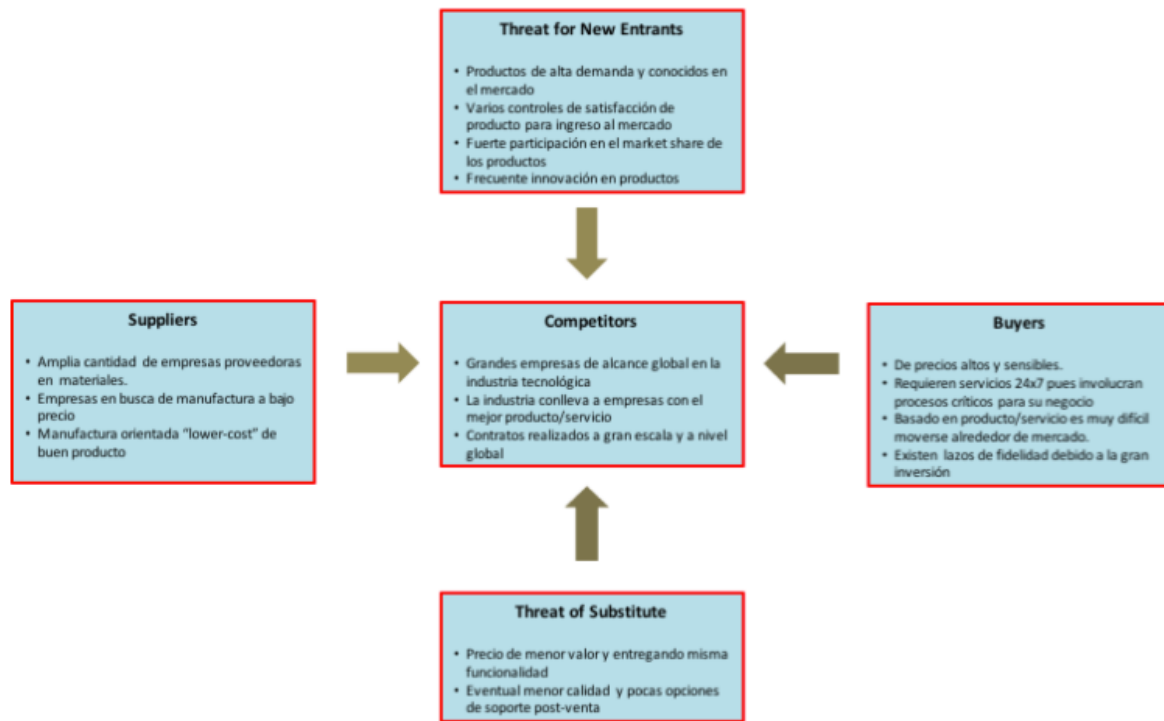 Threat for New Entrants
• Productos de alta demanda y conocidos en
el mercado
• Varios controles de satisfacción de
producto para ingreso al mercado
• Fuerte participación en el market share de
los productos
• Frecuente innovación en productos
Suppliers
• Amplia cantidad de empresas proveedoras
en materiales.
• Empresas en busca de manufactura a bajo
precio
• Manufactura orientada “lower-cost” de
buen producto
Competitors
• Grandes empresas de alcance global en la
industria tecnológica
• La industria conlleva a empresas con el
mejor producto/servicio
• Contratos realizados a gran escala y a nivel
global
Buyers
• De precios altos y sensibles.
• Requieren servicios 24x7 pues involucran
procesos críticos para su negocio
• Basado en producto/servicio es muy difícil
moverse alrededor de mercado.
• Existen lazos de fidelidad debido a la gran
inversión
Threat of Substitute
• Precio de menor valor y entregando misma
funcionalidad
• Eventual menor calidad y pocas opciones
de soporte post-venta